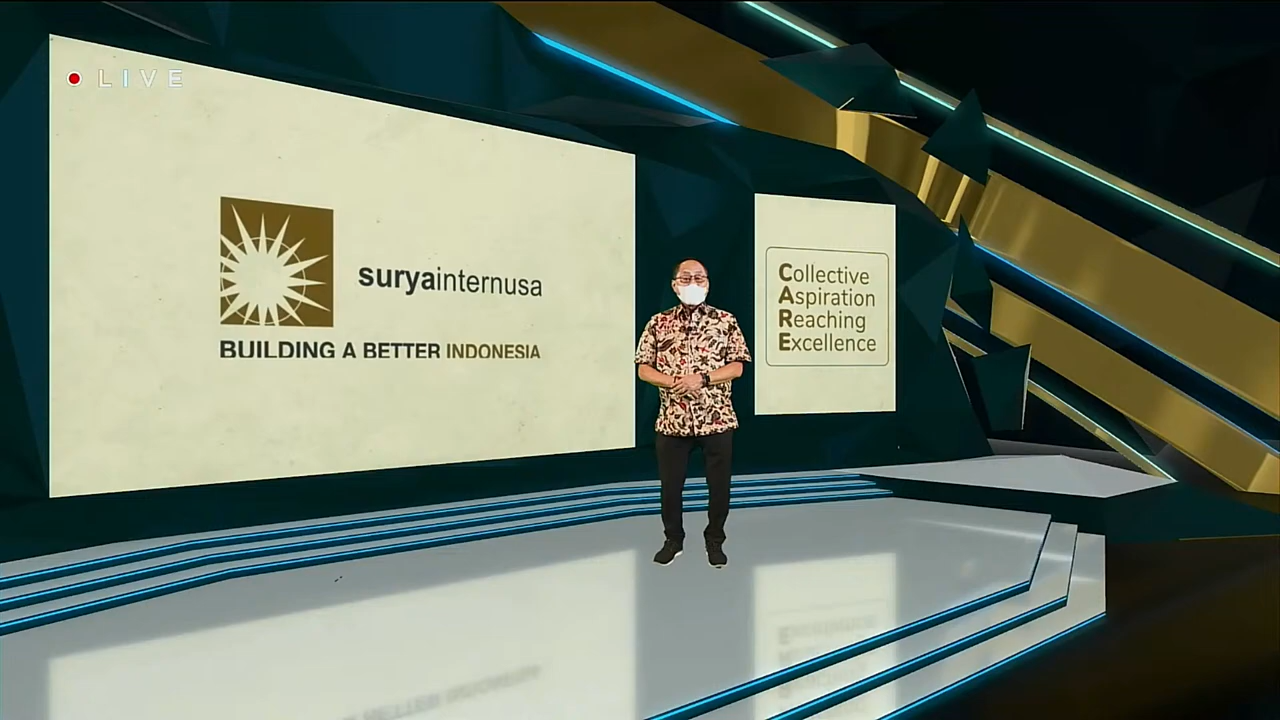 LIVE
suryainternusa
BUILDING A BETTER INDONESIA
Collective
Aspiration
Reaching
Excellence